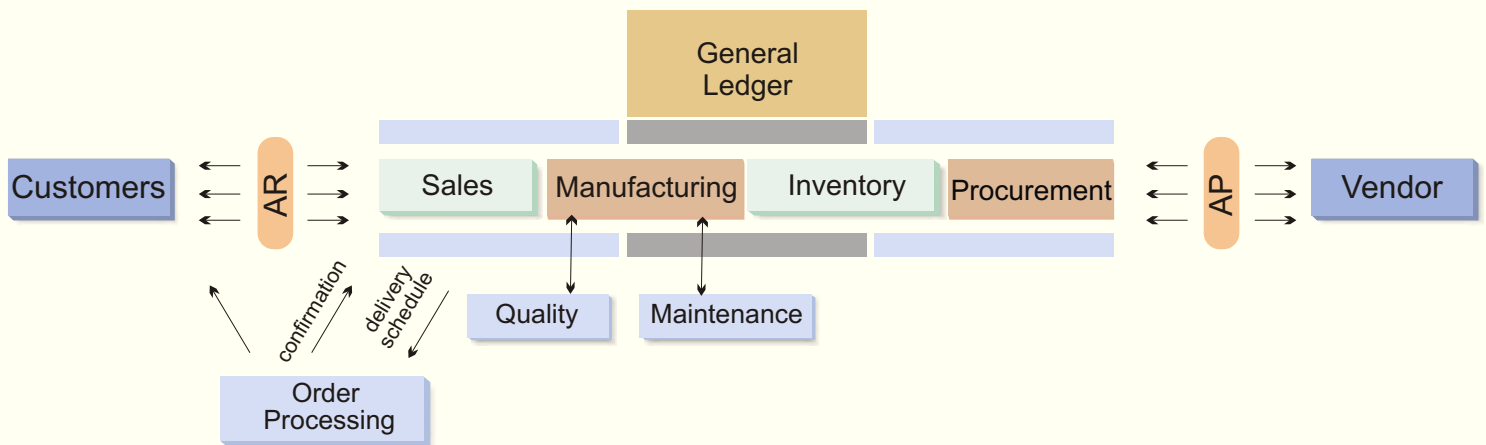 General
Ledger
Customers
AR
Sales
Manufacturing
Inventory
Procurement
AP
Vendor
confirmation
delivery
schedule
Quality
Maintenance
Order
Processing